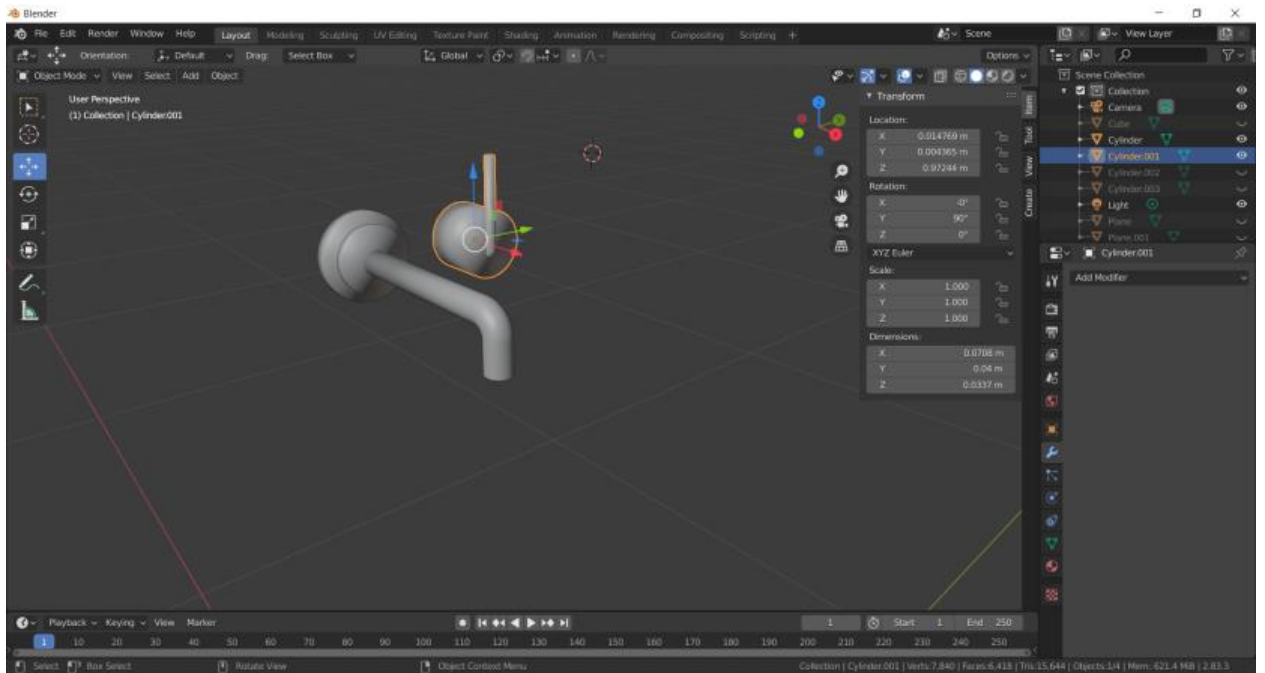 Blender
File Edit Render Window Help Layout Modeling Sculpting UV Editing Texture Paint Shading Animation Rendering Compositing Scripting + Scene View Layer
Orientation: Default Drag: Select Box Global Options
Object Mode View Select Add Object
User Perspective
(1) Collection | Cylinder.001
Transform
Location:
X 0.014769 m
Y 0.004365 m
Z 0.97244 m
Rotation:
X -0°
Y 90°
Z 0°
XYZ Euler
Scale:
X 1.000
Y 1.000
Z 1.000
Dimensions:
X 0.0708 m
Y 0.04 m
Z 0.0337 m
Item
Tool
View
Create
Scene Collection
Collection
Camera
Cube
Cylinder
Cylinder.001
Cylinder.002
Cylinder.003
Light
Plane
Plane.001
Cylinder.001
Add Modifier
Playback Keying View Marker 1 Start 1 End 250
1 10 20 30 40 50 60 70 80 90 100 110 120 130 140 150 160 170 180 190 200 210 220 230 240 250
Select Box Select Rotate View Object Context Menu Collection | Cylinder.001 | Verts:7,840 | Faces:6,418 | Tris:15,644 | Objects:1/4 | Mem: 621.4 MiB | 2.83.3